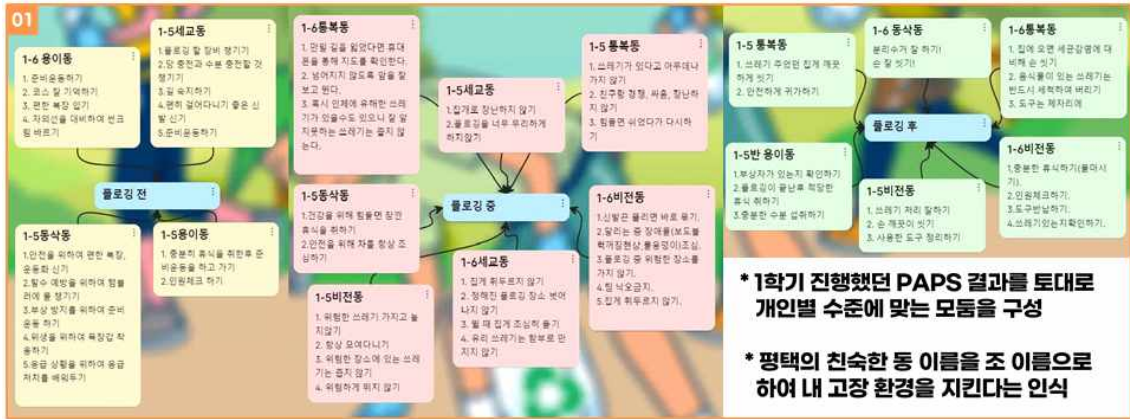 01
1-6 용이동
1. 준비운동하기
2. 코스 잘 기억하기
3. 편한 복장 입기
4. 자외선을 대비하여 썬크
림 바르기
1-5세교동
1.플로깅 할 장비 챙기기
2.당 충전과 수분 충전할 것
챙기기
3.길 숙지하기
4.편히 걸어다니기 좋은 신
발 신기
5.준비운동하기
플로깅 전
1-5동삭동
1.안전을 위하여 편한 복장,
운동화 신기
2.탈수 예방을 위하여 텀블
러에 물 챙기기
3.부상 방지를 위하여 준비
운동 하기
4.위생을 위하여 목장갑 착
용하기
5.응급 상황을 위하여 응급
처치를 배워두기
1-5용이동
1. 충분히 휴식을 취한후 준
비운동을 하고 가기
2.인원체크 하기
1-6통복동
1. 만일 길을 잃었다면 휴대
폰을 통해 지도를 확인한다.
2. 넘어지지 않도록 앞을 잘
보고 뛴다.
3. 혹시 인체에 유해한 쓰레
기가 있을수도 있으니 잘 알
지못하는 쓰레기는 줍지 않
는다.
1-5세교동
1.집개로 장난하지 않기
2.플로깅을 너무 무리하게
하지않기
1-5 통복동
1. 쓰레기가 있다고 아무데나
가지 않기
2. 친구랑 경쟁, 싸움, 장난하
지 않기
3. 힘들면 쉬었다가 다시하
기
1-5동삭동
1.건강을 위해 힘들면 잠깐
휴식을 취하기
2.안전을 위해 차를 항상 조
심하기
플로깅 중
1-5비전동
1. 위험한 쓰레기 가지고 놀
지않기
2. 항상 모여다니기
3. 위험한 장소에 있는 쓰레
기는 줍지 않기
4. 위험하게 뛰지 않기
1-6세교동
1. 집게 휘두르지 않기
2. 정해진 플로깅 장소 벗어
나지 않기
3. 뛸 때 집게 조심히 들기
4. 유리 쓰레기는 함부로 만
지지 않기
1-6비전동
1.신발끈 풀리면 바로 묶기.
2.달리는 중 장애물(보도블
럭꺼짐현상,물웅덩이)조심.
3.플로깅 중 위험한 장소를
가지 않기.
4.팀 낙오금지.
5.집게 휘두르지 않기.
1-5 통복동
1. 쓰레기 주었던 집게 깨끗
하게 씻기
2. 안전하게 귀가하기
1-6 동삭동
분리수거 잘 하기!
손 잘 씻기!
1-6통복동
1. 집에 오면 세균감염에 대
비해 손 씻기
2. 음식물이 있는 쓰레기는
반드시 세척하여 버리기
3. 도구는 제자리에
플로깅 후
1-5반 용이동
1.부상자가 있는지 확인하기
2.플로깅이 끝난후 적당한
휴식 취하기
3.충분한 수분 섭취하기
1-5비전동
1. 쓰레기 처리 잘하기
2. 손 깨끗이 씻기
3. 사용한 도구 정리하기
1-6비전동
1.충분한 휴식하기(물마시
기).
2.인원체크하기.
3.도구반납하기.
4.쓰레기있는지확인하기.
* 1학기 진행했던 PAPS 결과를 토대로
개인별 수준에 맞는 모둠을 구성
* 평택의 친숙한 동 이름을 조 이름으로
하여 내 고장 환경을 지킨다는 인식